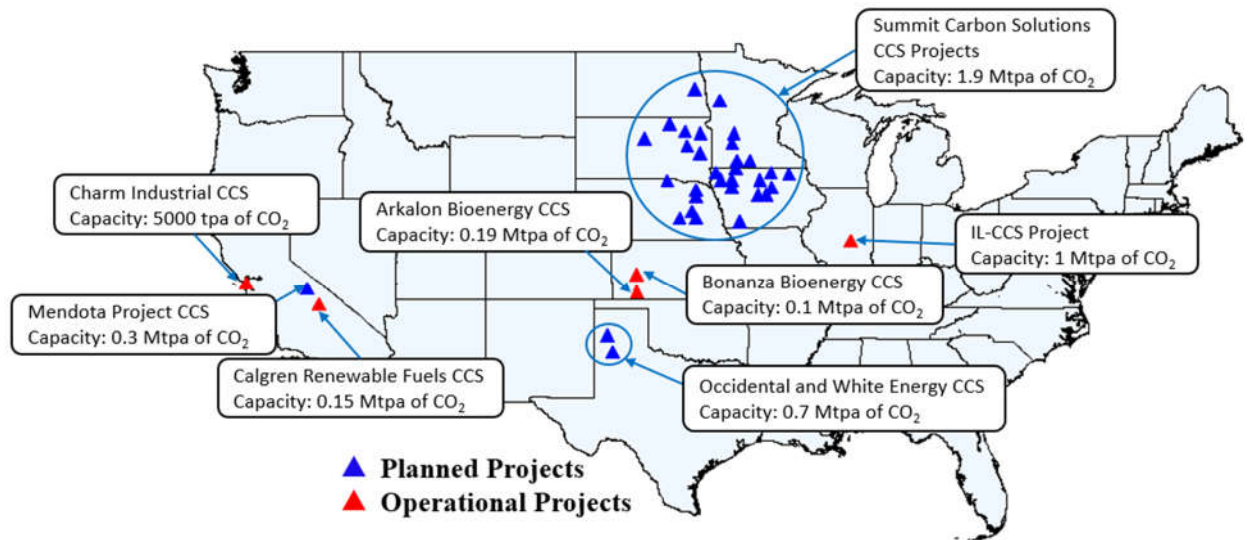 Summit Carbon Solutions
CCS Projects
Capacity: 1.9 Mtpa of CO₂
Charm Industrial CCS
Capacity: 5000 tpa of CO₂
Arkalon Bioenergy CCS
Capacity: 0.19 Mtpa of CO₂
IL-CCS Project
Capacity: 1 Mtpa of CO₂
Bonanza Bioenergy CCS
Capacity: 0.1 Mtpa of CO₂
Mendota Project CCS
Capacity: 0.3 Mtpa of CO₂
Calgren Renewable Fuels CCS
Capacity: 0.15 Mtpa of CO₂
Occidental and White Energy CCS
Capacity: 0.7 Mtpa of CO₂
Planned Projects
Operational Projects